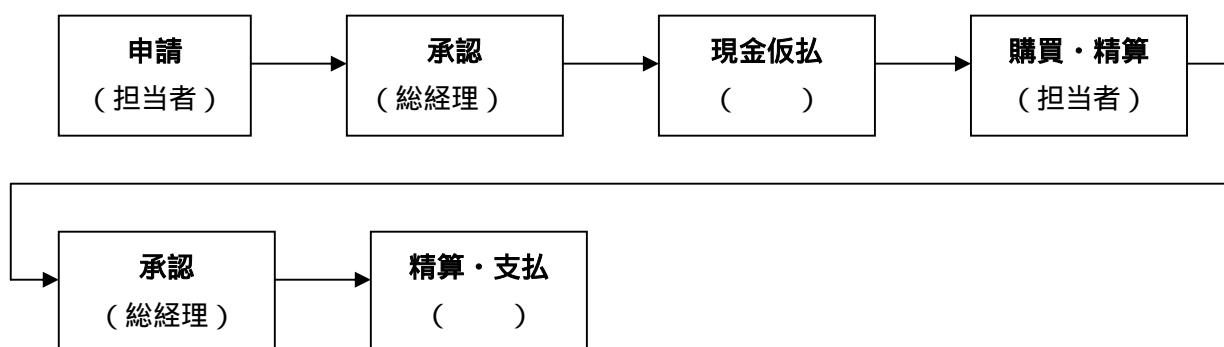 申請
（担当者）
承認
（総経理）
現金仮払
（　　）
購買・精算
（担当者）
承認
（総経理）
精算・支払
（　　）